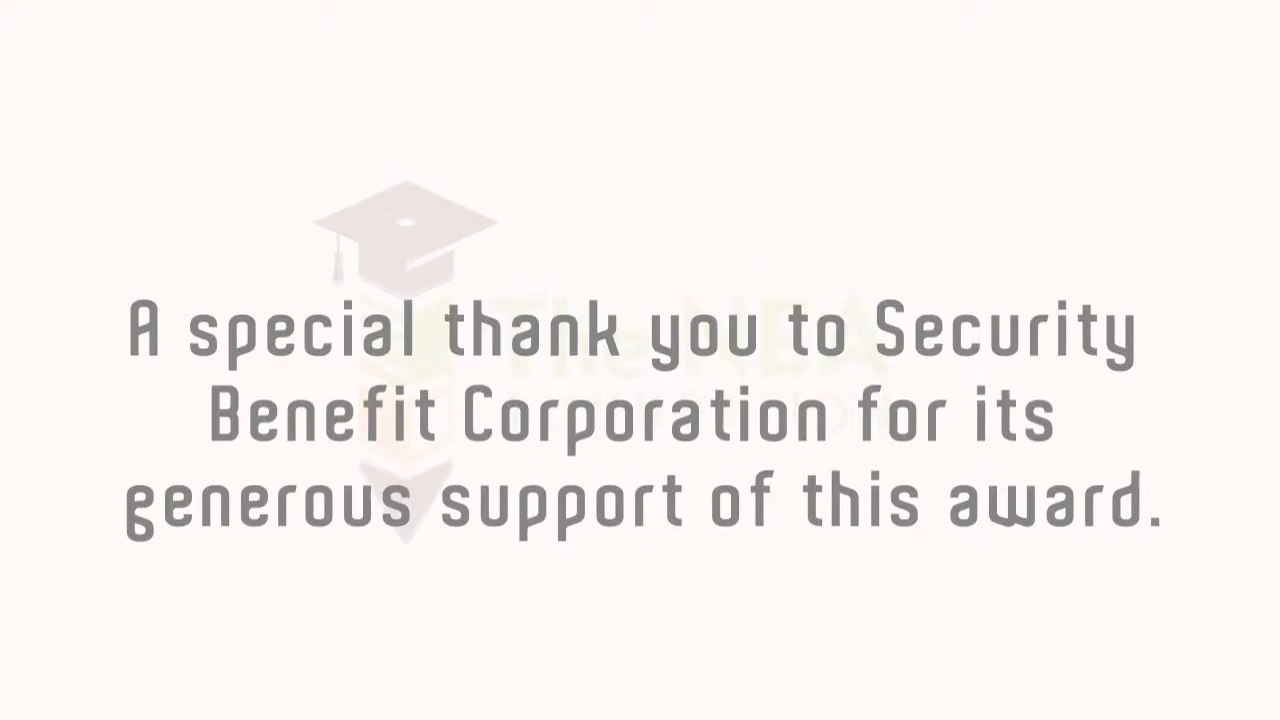 A special thank you to Security
Benefit Corporation for its
generous support of this award.